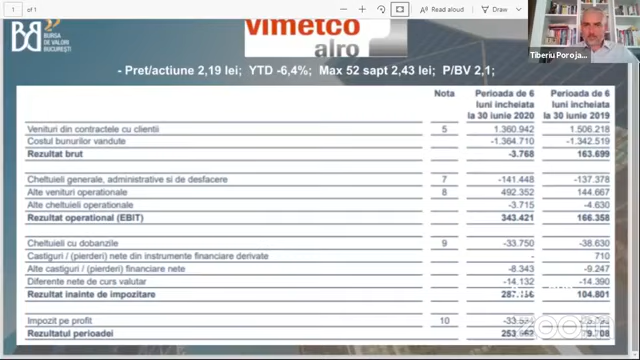 1 of 1
Read aloud
Draw
BURSA
DE VALORI
BUCUREȘTI
vimetco
alro
Tiberiu Poroja...
- Pret/actiune 2,19 lei; YTD -6,4%; Max 52 sapt 2,43 lei; P/BV 2,1;
Nota Perioada de 6 luni incheiata la 30 iunie 2020 Perioada de 6 luni incheiata la 30 iunie 2019
Venituri din contractele cu clientii 5 1.360.942 1.506.218
Costul bunurilor vandute -1.364.710 -1.342.519
Rezultat brut -3.768 163.699
Cheltuieli generale, administrative si de desfacere 7 -141.448 -137.378
Alte venituri operationale 8 492.352 144.667
Alte cheltuieli operationale -3.715 -4.630
Rezultat operational (EBIT) 343.421 166.358
Cheltuieli cu dobanzile 9 -33.750 -38.630
Castiguri / (pierderi) nete din instrumente financiare derivate - 710
Alte castiguri / (pierderi) financiare nete -8.343 -9.247
Diferente nete de curs valutar -14.132 -14.390
Rezultat inainte de impozitare 104.801
Impozit pe profit 10
Rezultatul perioadei
zoom